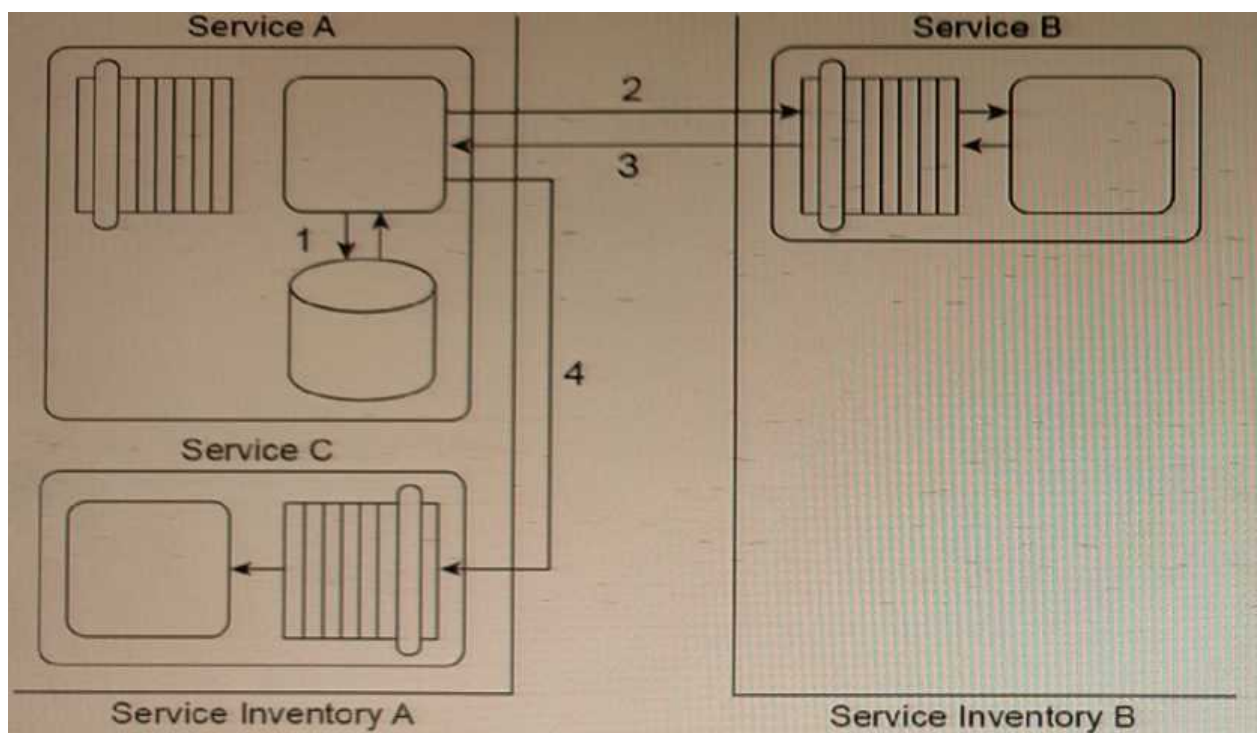 Service A
Service B
2
3
1
4
Service C
Service Inventory A
Service Inventory B